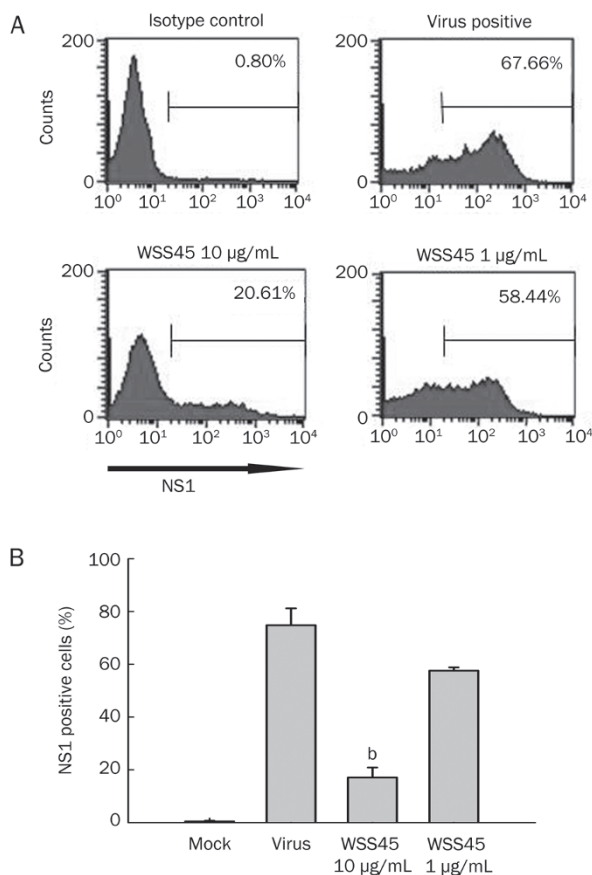 A
Isotype control
Virus positive
200
0.80%
200
67.66%
Counts
0
0
10⁰ 10¹ 10² 10³ 10⁴
10⁰ 10¹ 10² 10³ 10⁴
WSS45 10 µg/mL
WSS45 1 µg/mL
200
20.61%
200
58.44%
Counts
0
0
10⁰ 10¹ 10² 10³ 10⁴
10⁰ 10¹ 10² 10³ 10⁴
NS1
B
NS1 positive cells (%)
100
80
60
40
20
0
b
Mock Virus WSS45 WSS45
10 µg/mL 1 µg/mL